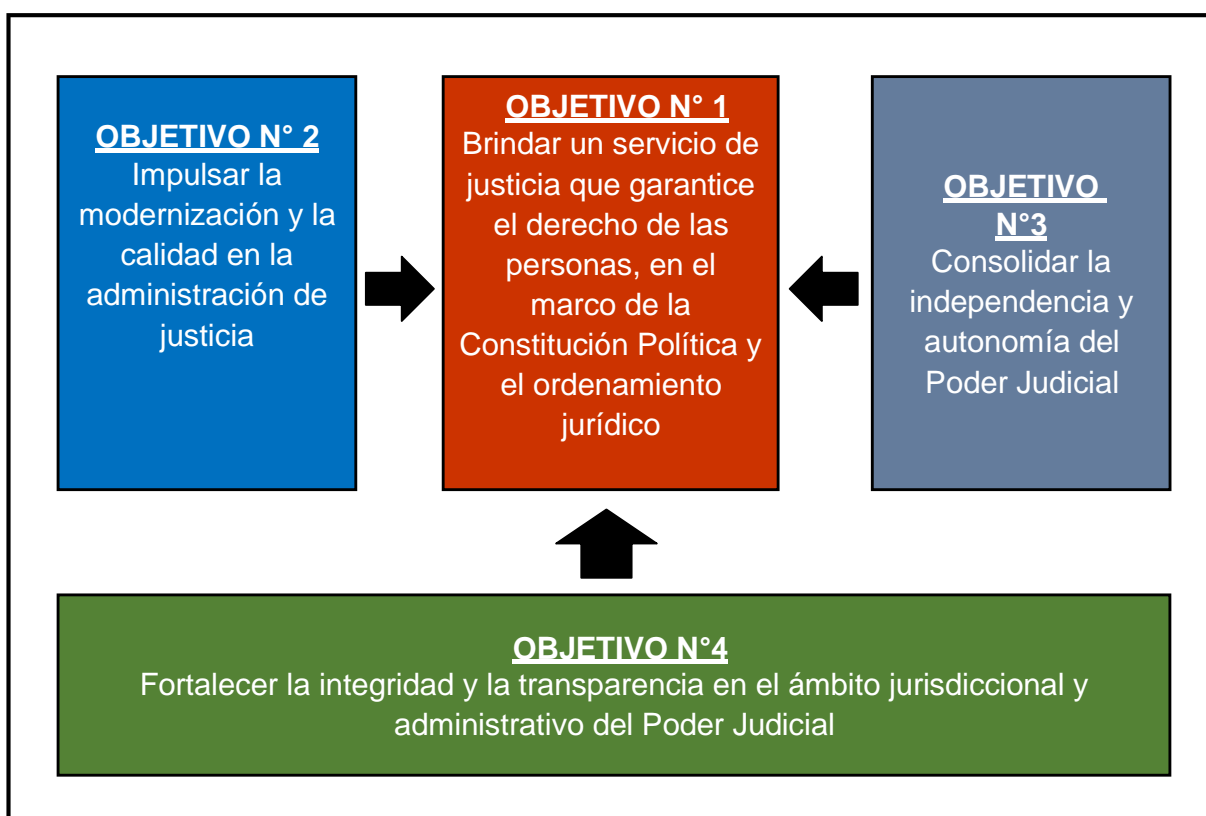 OBJETIVO N° 2
Impulsar la
modernización y la
calidad en la
administración de
justicia
OBJETIVO N° 1
Brindar un servicio de
justicia que garantice
el derecho de las
personas, en el
marco de la
Constitución Política y
el ordenamiento
jurídico
OBJETIVO
N°3
Consolidar la
independencia y
autonomía del
Poder Judicial
OBJETIVO N°4
Fortalecer la integridad y la transparencia en el ámbito jurisdiccional y
administrativo del Poder Judicial